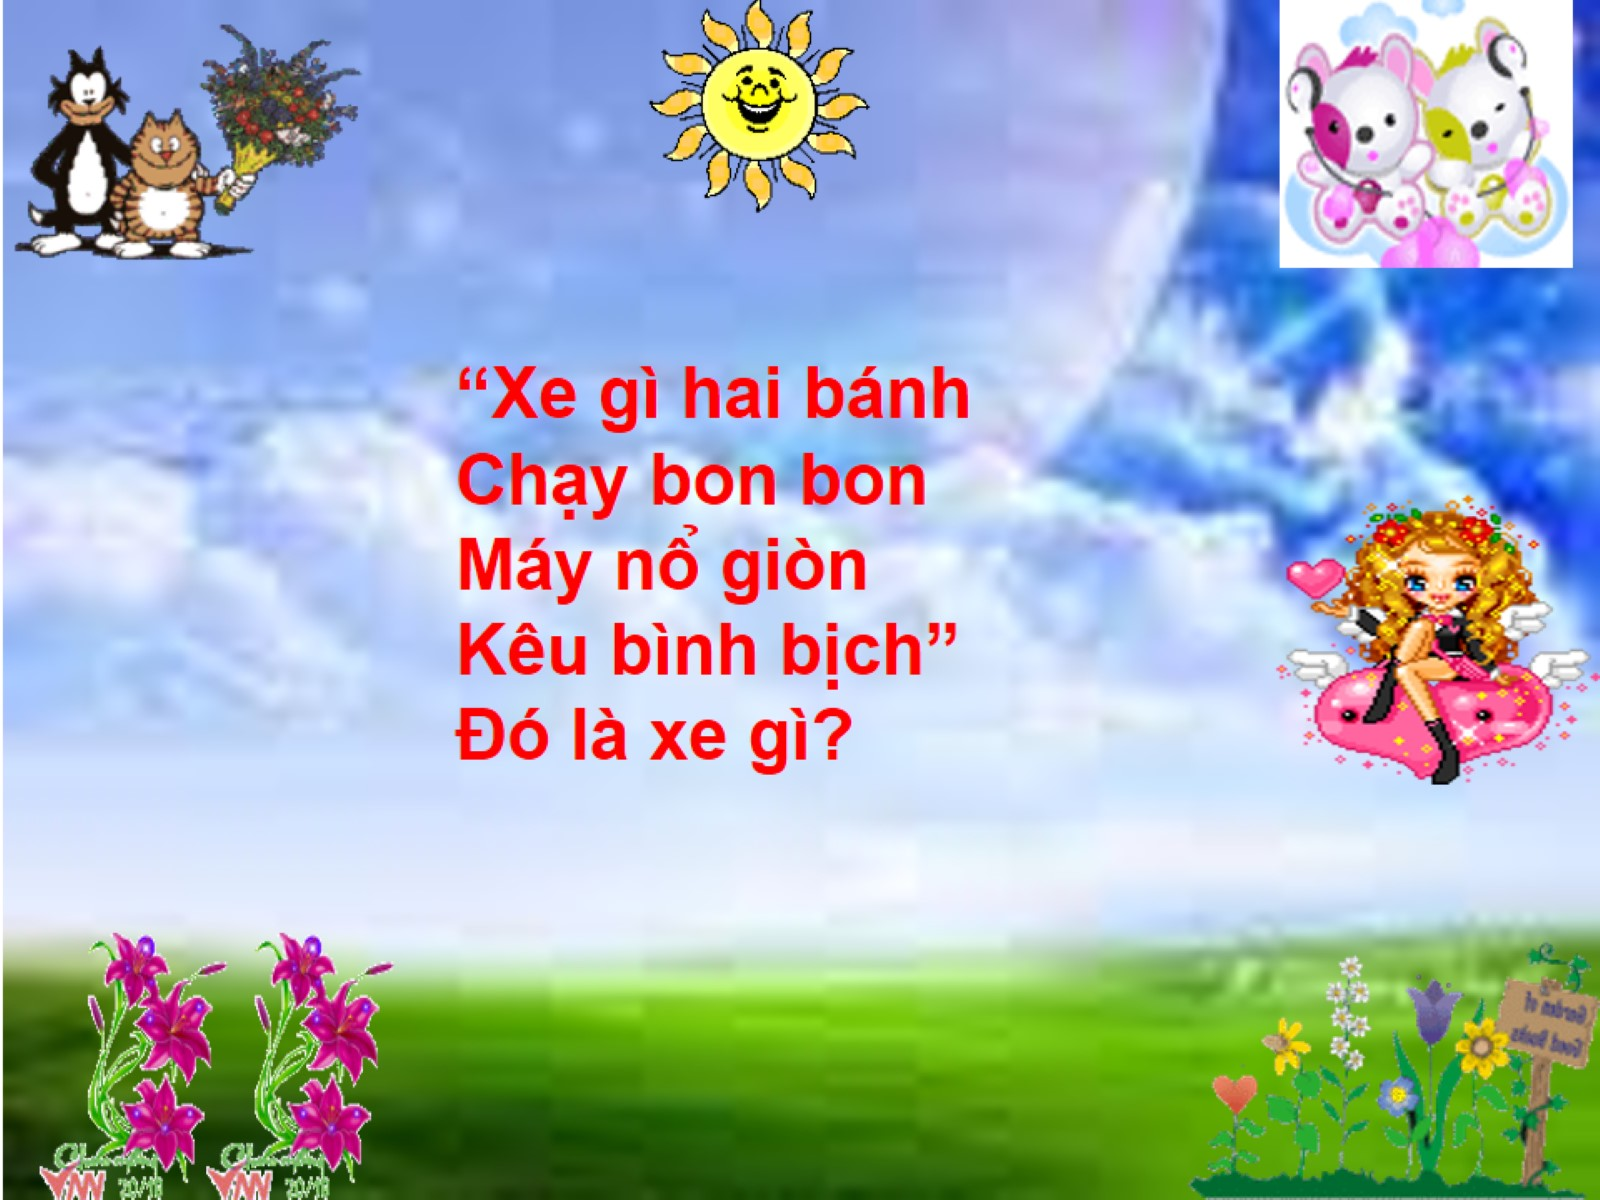 “Xe gì hai bánh
Chạy bon bon
Máy nổ giòn
Kêu bình bịch”
Đó là xe gì?